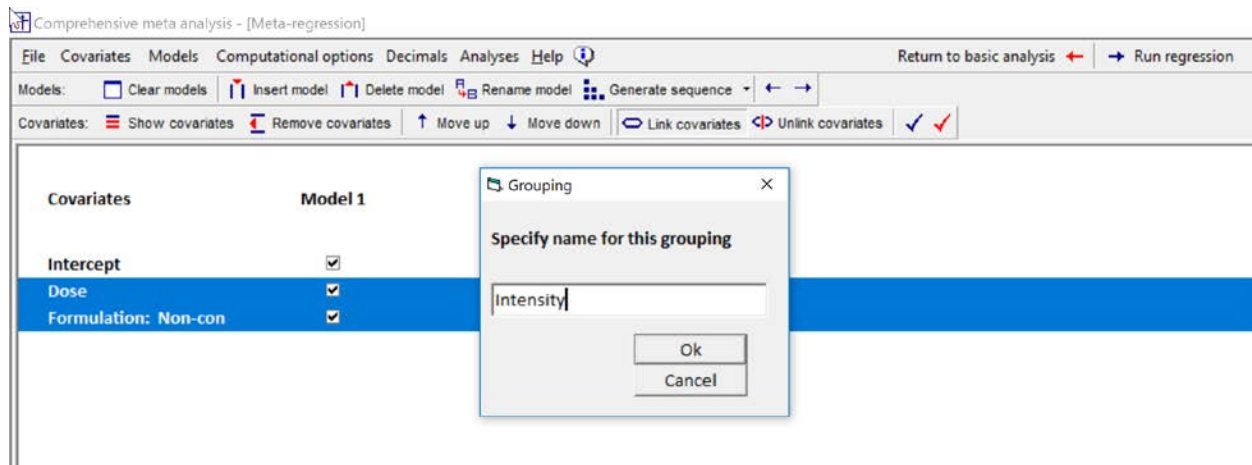 Comprehensive meta analysis - [Meta-regression]
File Covariates Models Computational options Decimals Analyses Help Return to basic analysis Run regression
Models: Clear models Insert model Delete model Rename model Generate sequence
Covariates: Show covariates Remove covariates Move up Move down Link covariates Unlink covariates
Covariates Model 1
Intercept
Dose
Formulation: Non-con
Grouping
Specify name for this grouping
Intensity
Ok
Cancel